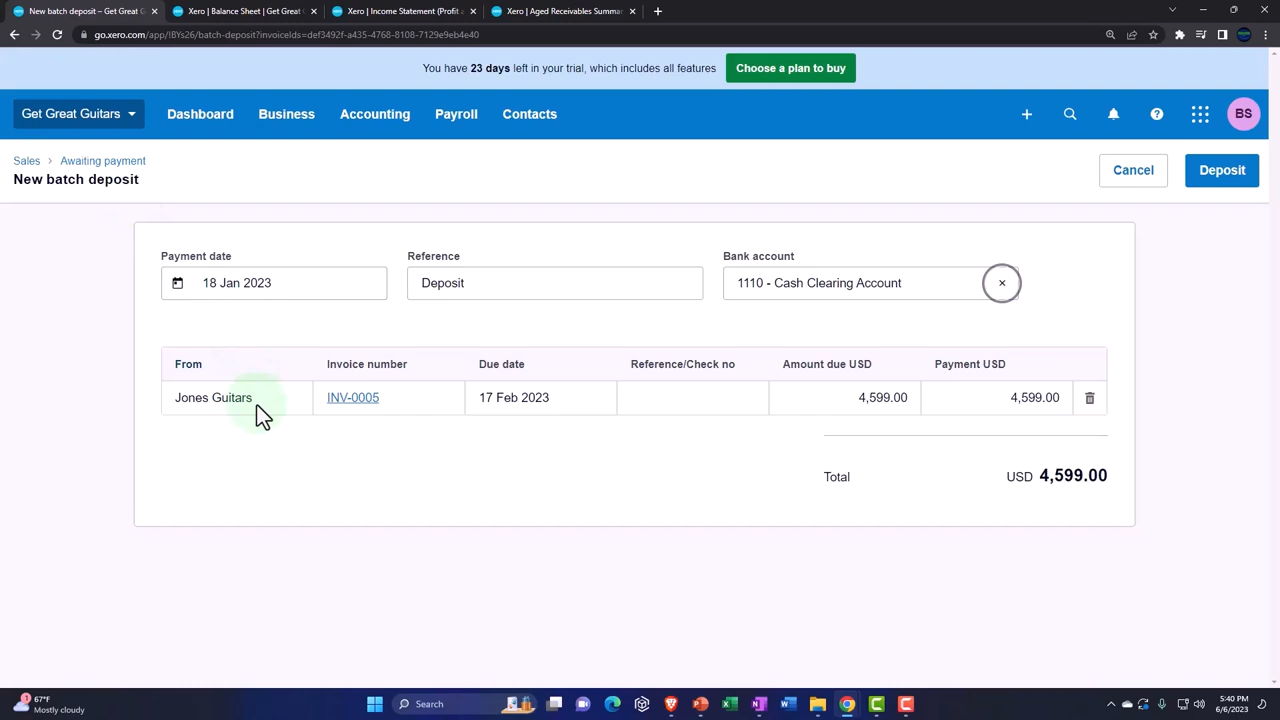 New batch deposit | Get Great G
Xero | Balance Sheet | Get Great
Xero | Income Statement (Profit a
Xero | Aged Receivables Summa
go.xero.com/app/!BYs26/batch-deposit?invoiceIds=def3492f-a435-4768-8108-7129e9eb4e40
You have 23 days left in your trial, which includes all features
Choose a plan to buy
Get Great Guitars
Dashboard
Business
Accounting
Payroll
Contacts
BS
Sales > Awaiting payment
New batch deposit
Cancel
Deposit
Payment date
Reference
Bank account
18 Jan 2023
Deposit
1110 - Cash Clearing Account
From Invoice number Due date Reference/Check no Amount due USD Payment USD
Jones Guitars INV-0005 17 Feb 2023 4,599.00 4,599.00
Total USD 4,599.00
1
67°F
Mostly cloudy
Search
5:40 PM
6/6/2023